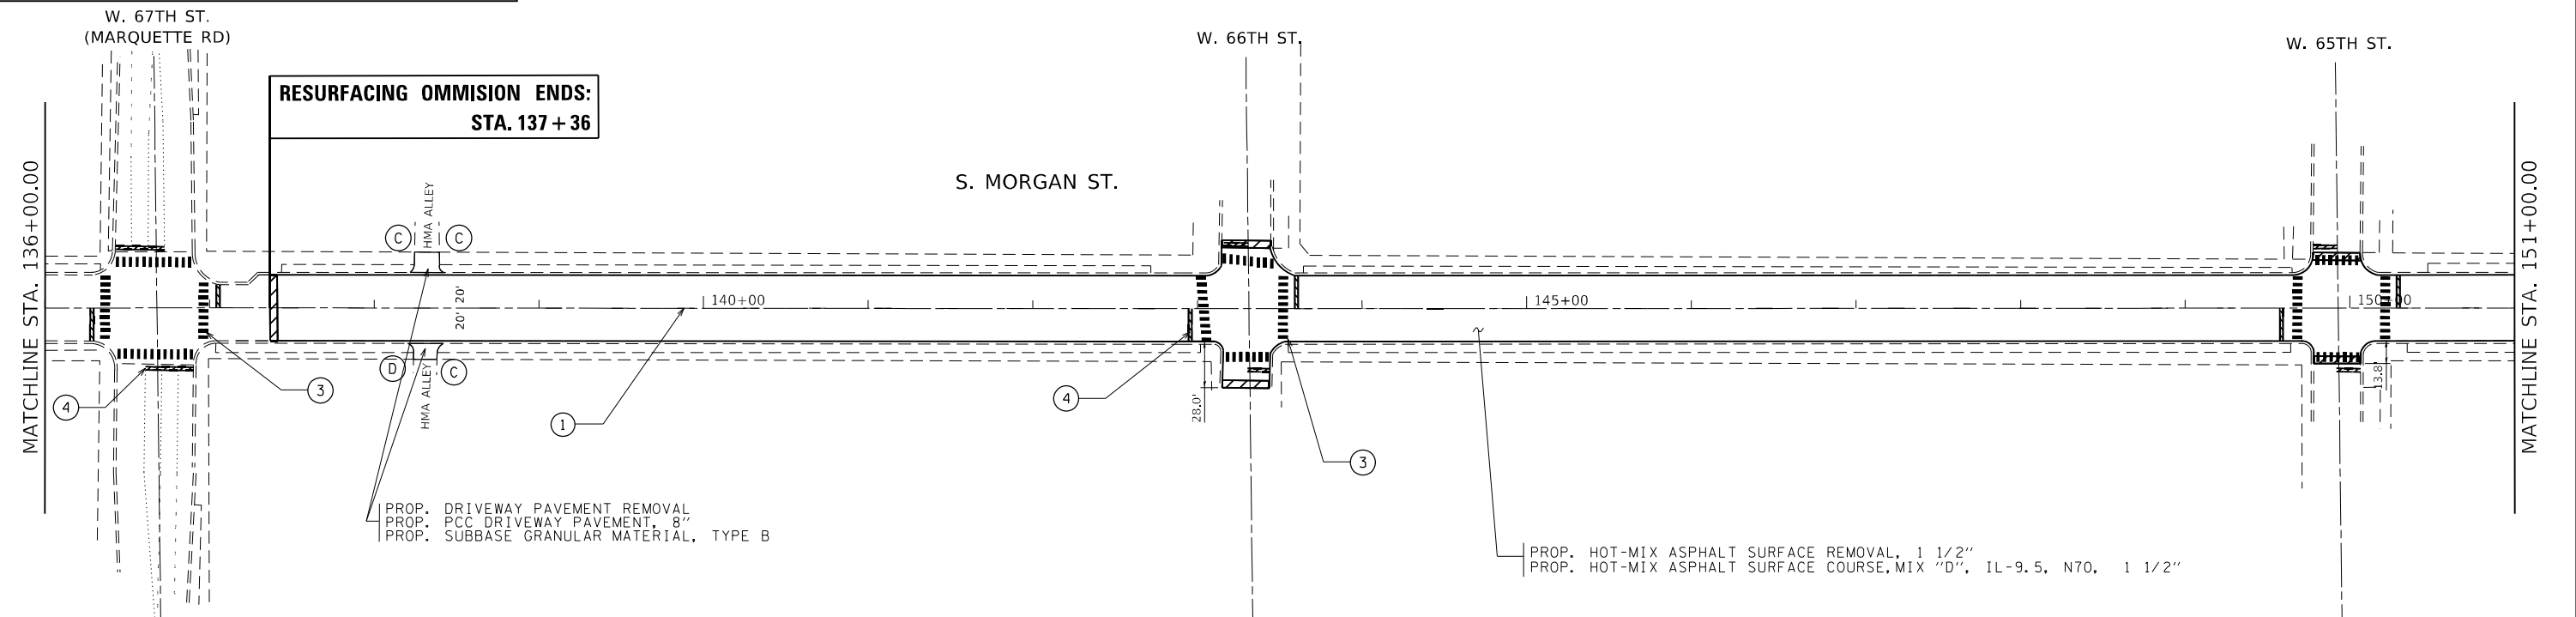 W. 67TH ST.
(MARQUETTE RD)
W. 66TH ST.
W. 65TH ST.
RESURFACING OMMISION ENDS:
STA. 137+36
S. MORGAN ST.
MATCHLINE STA. 136+00.00
MATCHLINE STA. 151+00.00
C
HMA ALLEY
C
20' 20'
140+00
145+00
150+00
D
HMA ALLEY
C
3
4
1
4
28.0'
3
13.8'
PROP. DRIVEWAY PAVEMENT REMOVAL
PROP. PCC DRIVEWAY PAVEMENT, 8"
PROP. SUBBASE GRANULAR MATERIAL, TYPE B
PROP. HOT-MIX ASPHALT SURFACE REMOVAL, 1 1/2"
PROP. HOT-MIX ASPHALT SURFACE COURSE, MIX "D", IL-9.5, N70, 1 1/2"